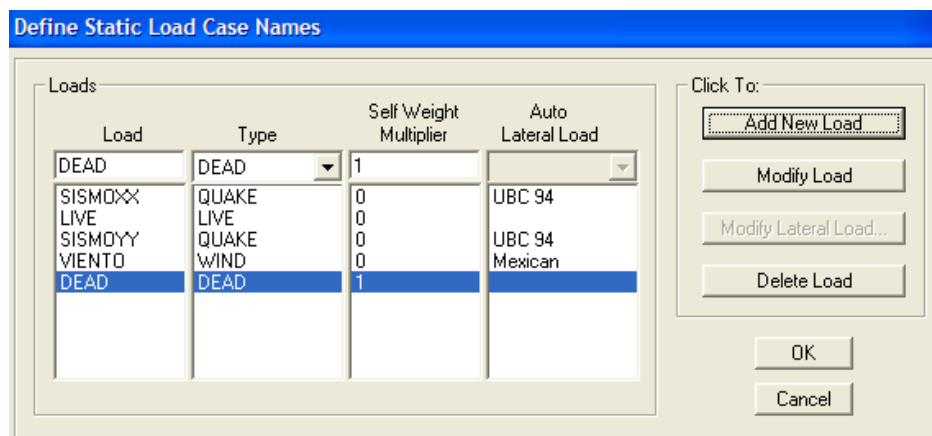 Define Static Load Case Names
Loads
Load Type Self Weight Multiplier Auto Lateral Load
DEAD DEAD 1
SISMOXX QUAKE 0 UBC 94
LIVE LIVE 0
SISMOYY QUAKE 0 UBC 94
VIENTO WIND 0 Mexican
DEAD DEAD 1
Click To:
Add New Load
Modify Load
Modify Lateral Load...
Delete Load
OK
Cancel